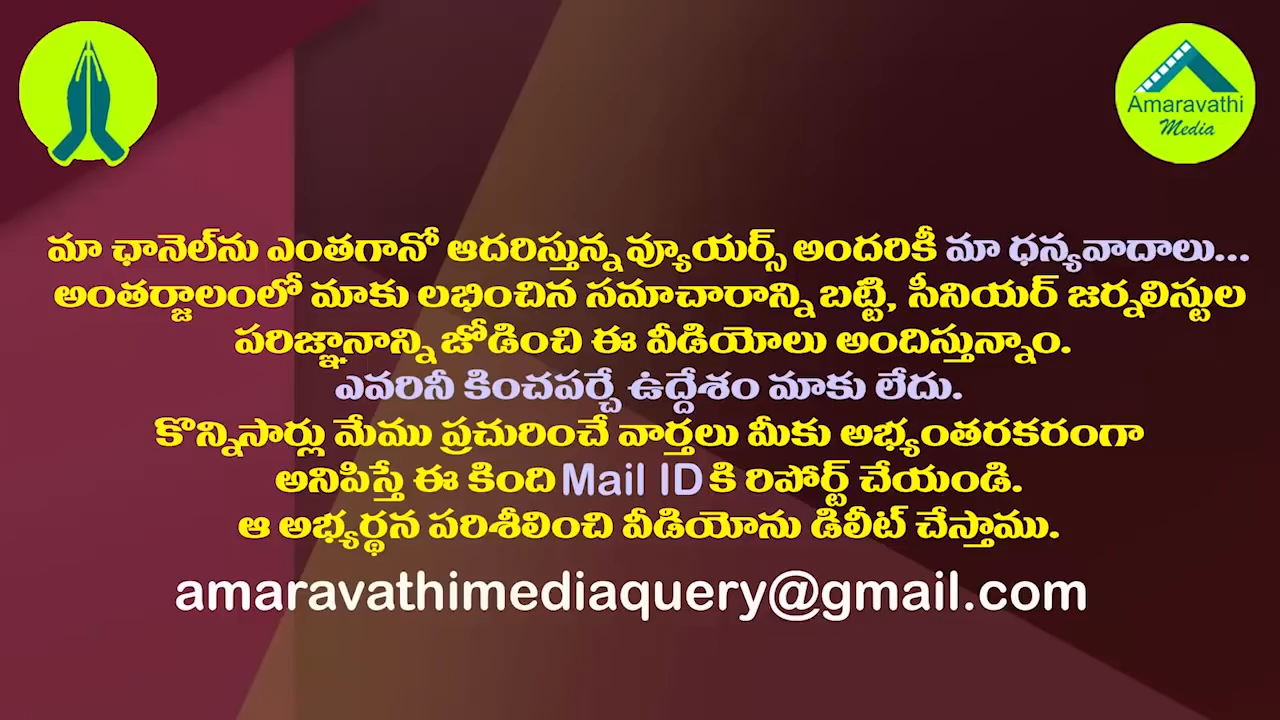 Amaravathi
Media
మా ఛానెల్‌ను ఎంతగానో ఆదరిస్తున్న వ్యూయర్స్ అందరికీ మా ధన్యవాదాలు...
అంతర్జాలంలో మాకు లభించిన సమాచారాన్ని బట్టి, సీనియర్ జర్నలిస్టుల
పరిజ్ఞానాన్ని జోడించి ఈ వీడియోలు అందిస్తున్నాం.
ఎవరినీ కించపర్చే ఉద్దేశం మాకు లేదు.
కొన్నిసార్లు మేము ప్రచురించే వార్తలు మీకు అభ్యంతరకరంగా
అనిపిస్తే ఈ కింది Mail ID కి రిపోర్ట్ చేయండి.
ఆ అభ్యర్థన పరిశీలించి వీడియోను డిలీట్ చేస్తాము.
amaravathimediaquery@gmail.com